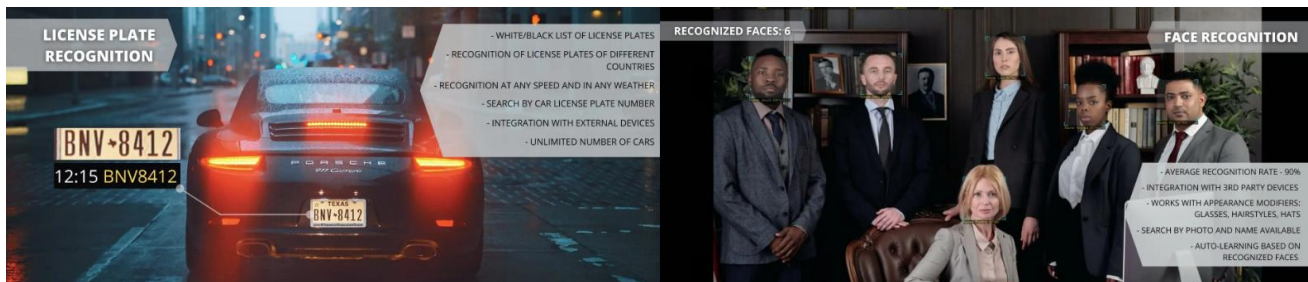 LICENSE PLATE
RECOGNITION
- WHITE/BLACK LIST OF LICENSE PLATES
- RECOGNITION OF LICENSE PLATES OF DIFFERENT
COUNTRIES
- RECOGNITION AT ANY SPEED AND IN ANY WEATHER
- SEARCH BY CAR LICENSE PLATE NUMBER
- INTEGRATION WITH EXTERNAL DEVICES
- UNLIMITED NUMBER OF CARS
BNV 8412
12:15 BNV8412
PORSCHE
911 Carrera
TEXAS
BNV 8412
RECOGNIZED FACES: 6
FACE RECOGNITION
- AVERAGE RECOGNITION RATE - 90%
- INTEGRATION WITH 3RD PARTY DEVICES
- WORKS WITH APPEARANCE MODIFIERS:
GLASSES, HAIRSTYLES, HATS
- SEARCH BY PHOTO AND NAME AVAILABLE
- AUTO-LEARNING BASED ON
RECOGNIZED FACES